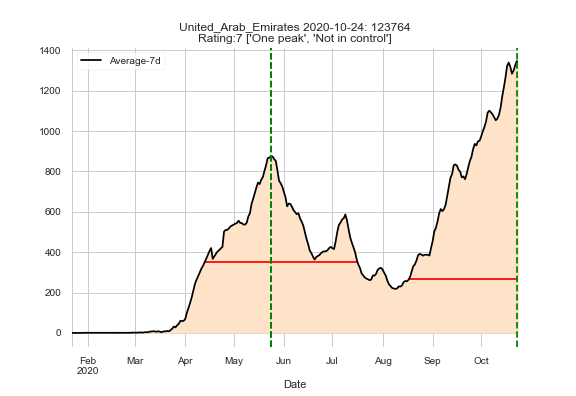 United_Arab_Emirates 2020-10-24: 123764
Rating:7 ['One peak', 'Not in control']
Average-7d
1400
1200
1000
800
600
400
200
0
Feb Mar Apr May Jun Jul Aug Sep Oct
2020
Date